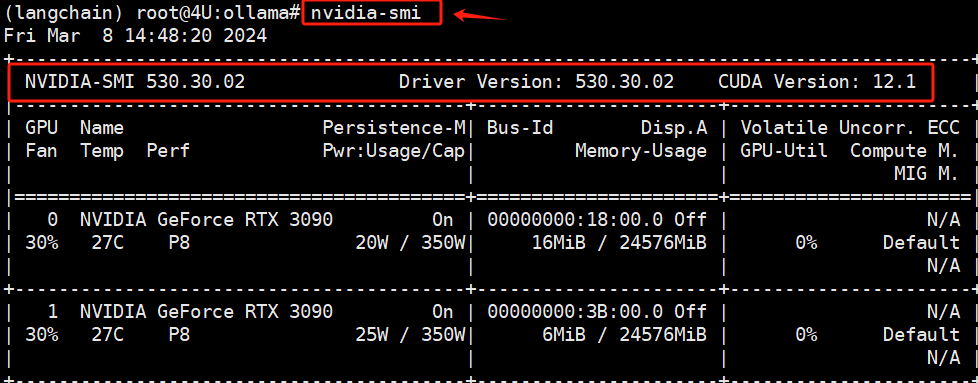 (langchain) root@4U:ollama# nvidia-smi
Fri Mar  8 14:48:20 2024
+-----------------------------------------------------------------------------+
| NVIDIA-SMI 530.30.02    Driver Version: 530.30.02    CUDA Version: 12.1
|-----------------------------------------+----------------------+----------------------
| GPU  Name                 Persistence-M| Bus-Id        Disp.A | Volatile Uncorr. ECC
| Fan  Temp  Perf           Pwr:Usage/Cap|         Memory-Usage | GPU-Util  Compute M.
|                                        |                      |               MIG M.
|========================================+======================+======================
|   0  NVIDIA GeForce RTX 3090         On | 00000000:18:00.0 Off |                  N/A
| 30%   27C    P8              20W / 350W|     16MiB / 24576MiB |      0%      Default
|                                        |                      |                  N/A
+-----------------------------------------+----------------------+----------------------
|   1  NVIDIA GeForce RTX 3090         On | 00000000:3B:00.0 Off |                  N/A
| 30%   27C    P8              25W / 350W|      6MiB / 24576MiB |      0%      Default
|                                        |                      |                  N/A
+-----------------------------------------+----------------------+----------------------